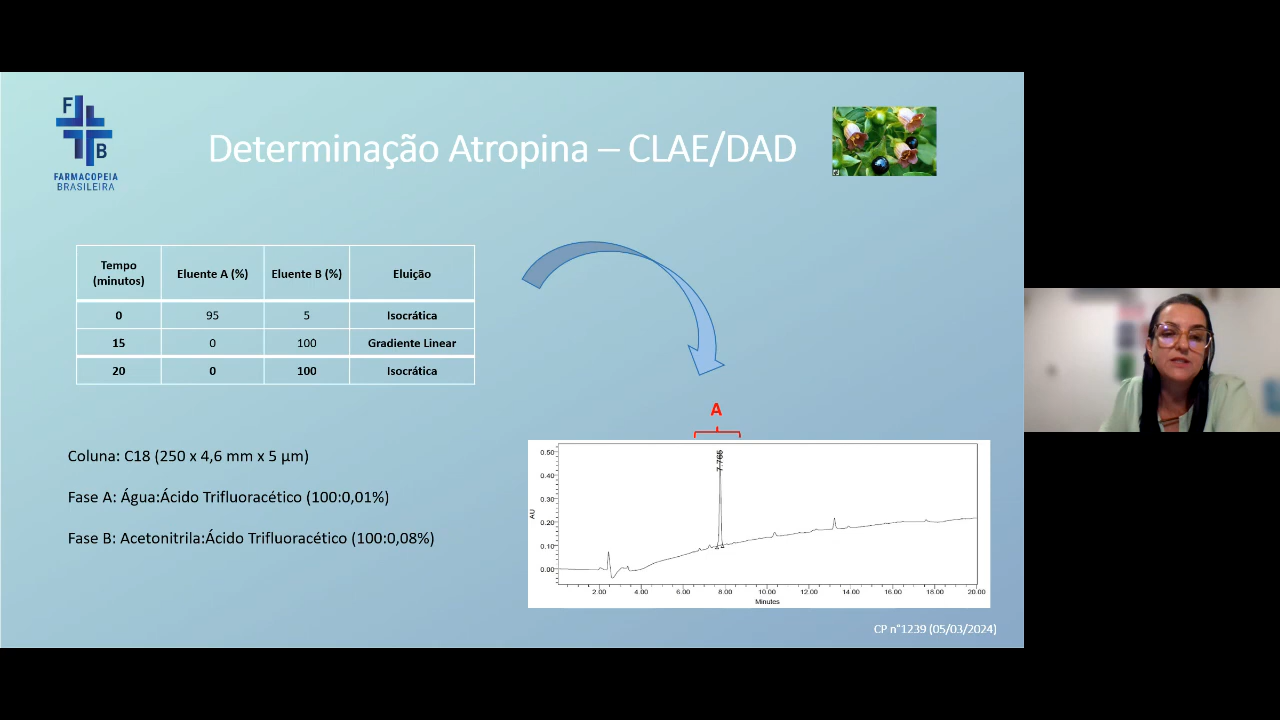 F
B
FARMACOPEIA
BRASILEIRA
Determinação Atropina – CLAE/DAD
Tempo (minutos) Eluente A (%) Eluente B (%) Eluição
0 95 5 Isocrática
15 0 100 Gradiente Linear
20 0 100 Isocrática
Coluna: C18 (250 x 4,6 mm x 5 µm)
Fase A: Água:Ácido Trifluoracético (100:0,01%)
Fase B: Acetonitrila:Ácido Trifluoracético (100:0,08%)
A
7.765
AU
0.50
0.40
0.30
0.20
0.10
0.00
2.00 4.00 6.00 8.00 10.00 12.00 14.00 16.00 18.00 20.00
Minutes
CP n°1239 (05/03/2024)